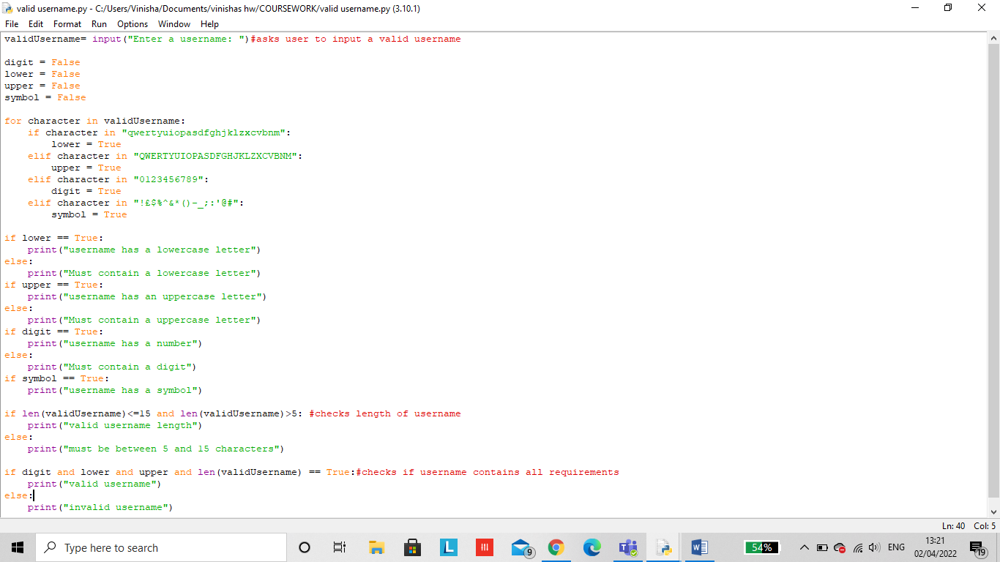 valid username.py - C:/Users/Vinisha/Documents/vinishas hw/COURSEWORK/valid username.py (3.10.1)
File Edit Format Run Options Window Help
validUsername= input("Enter a username: ")#asks user to input a valid username
digit = False
lower = False
upper = False
symbol = False
for character in validUsername:
    if character in "qwertyuiopasdfghjklzxcvbnm":
        lower = True
    elif character in "QWERTYUIOPASDFGHJKLZXCVBNM":
        upper = True
    elif character in "0123456789":
        digit = True
    elif character in "!£$%^&*()-_;:'@#":
        symbol = True
if lower == True:
    print("username has a lowercase letter")
else:
    print("Must contain a lowercase letter")
if upper == True:
    print("username has an uppercase letter")
else:
    print("Must contain a uppercase letter")
if digit == True:
    print("username has a number")
else:
    print("Must contain a digit")
if symbol == True:
    print("username has a symbol")
if len(validUsername)<=15 and len(validUsername)>5: #checks length of username
    print("valid username length")
else:
    print("must be between 5 and 15 characters")
if digit and lower and upper and len(validUsername) == True:#checks if username contains all requirements
    print("valid username")
else:
    print("invalid username")
Ln: 40 Col: 5
Type here to search
L
9
W
54%
ENG
13:21
02/04/2022
19